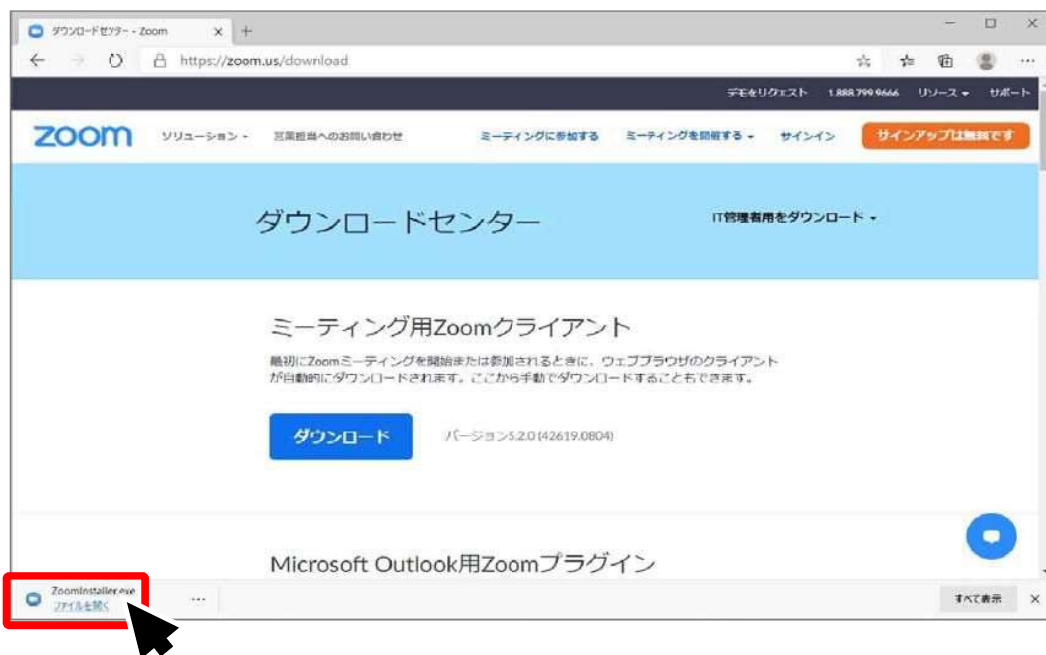 ダウンロードセンター - Zoom
https://zoom.us/download
デモをリクエスト 1.888.799.9666 リソース サポート
zoom ソリューション 営業担当へのお問い合わせ ミーティングに参加する ミーティングを開催する サインイン サインアップは無料です
ダウンロードセンター IT管理者用をダウンロード
ミーティング用Zoomクライアント
最初にZoomミーティングを開始または参加されるときに、ウェブブラウザのクライアント
が自動的にダウンロードされます。ここから手動でダウンロードすることもできます。
ダウンロード バージョン5.2.0 (42619.0804)
Microsoft Outlook用Zoomプラグイン
ZoomInstaller.exe
ファイルを開く
すべて表示